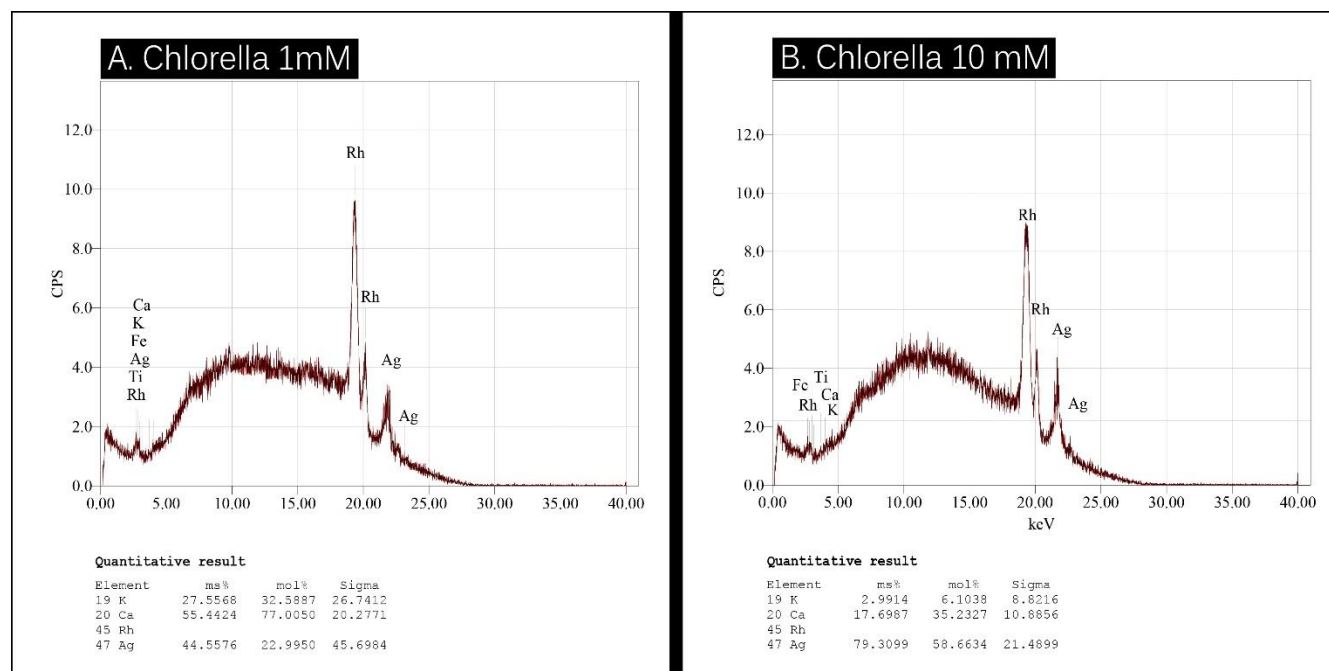 A. Chlorella 1mM
12.0
10.0
8.0
6.0
4.0
2.0
0.0
CPS
Rh
Rh
Ag
Ag
Ca
K
Fe
Ag
Ti
Rh
0.00 5.00 10.00 15.00 20.00 25.00 30.00 35.00 40.00
Quantitative result
Element ms% mol% Sigma
19 K 27.5568 32.5887 26.7412
20 Ca 55.4424 77.0050 20.2771
45 Rh
47 Ag 44.5576 22.9950 45.6984
B. Chlorella 10 mM
12.0
10.0
8.0
6.0
4.0
2.0
0.0
CPS
Rh
Rh
Ag
Ag
Fe Ti
Rh Ca
K
0.00 5.00 10.00 15.00 20.00 25.00 30.00 35.00 40.00
keV
Quantitative result
Element ms% mol% Sigma
19 K 2.9914 6.1038 8.8216
20 Ca 17.6987 35.2327 10.8856
45 Rh
47 Ag 79.3099 58.6634 21.4899